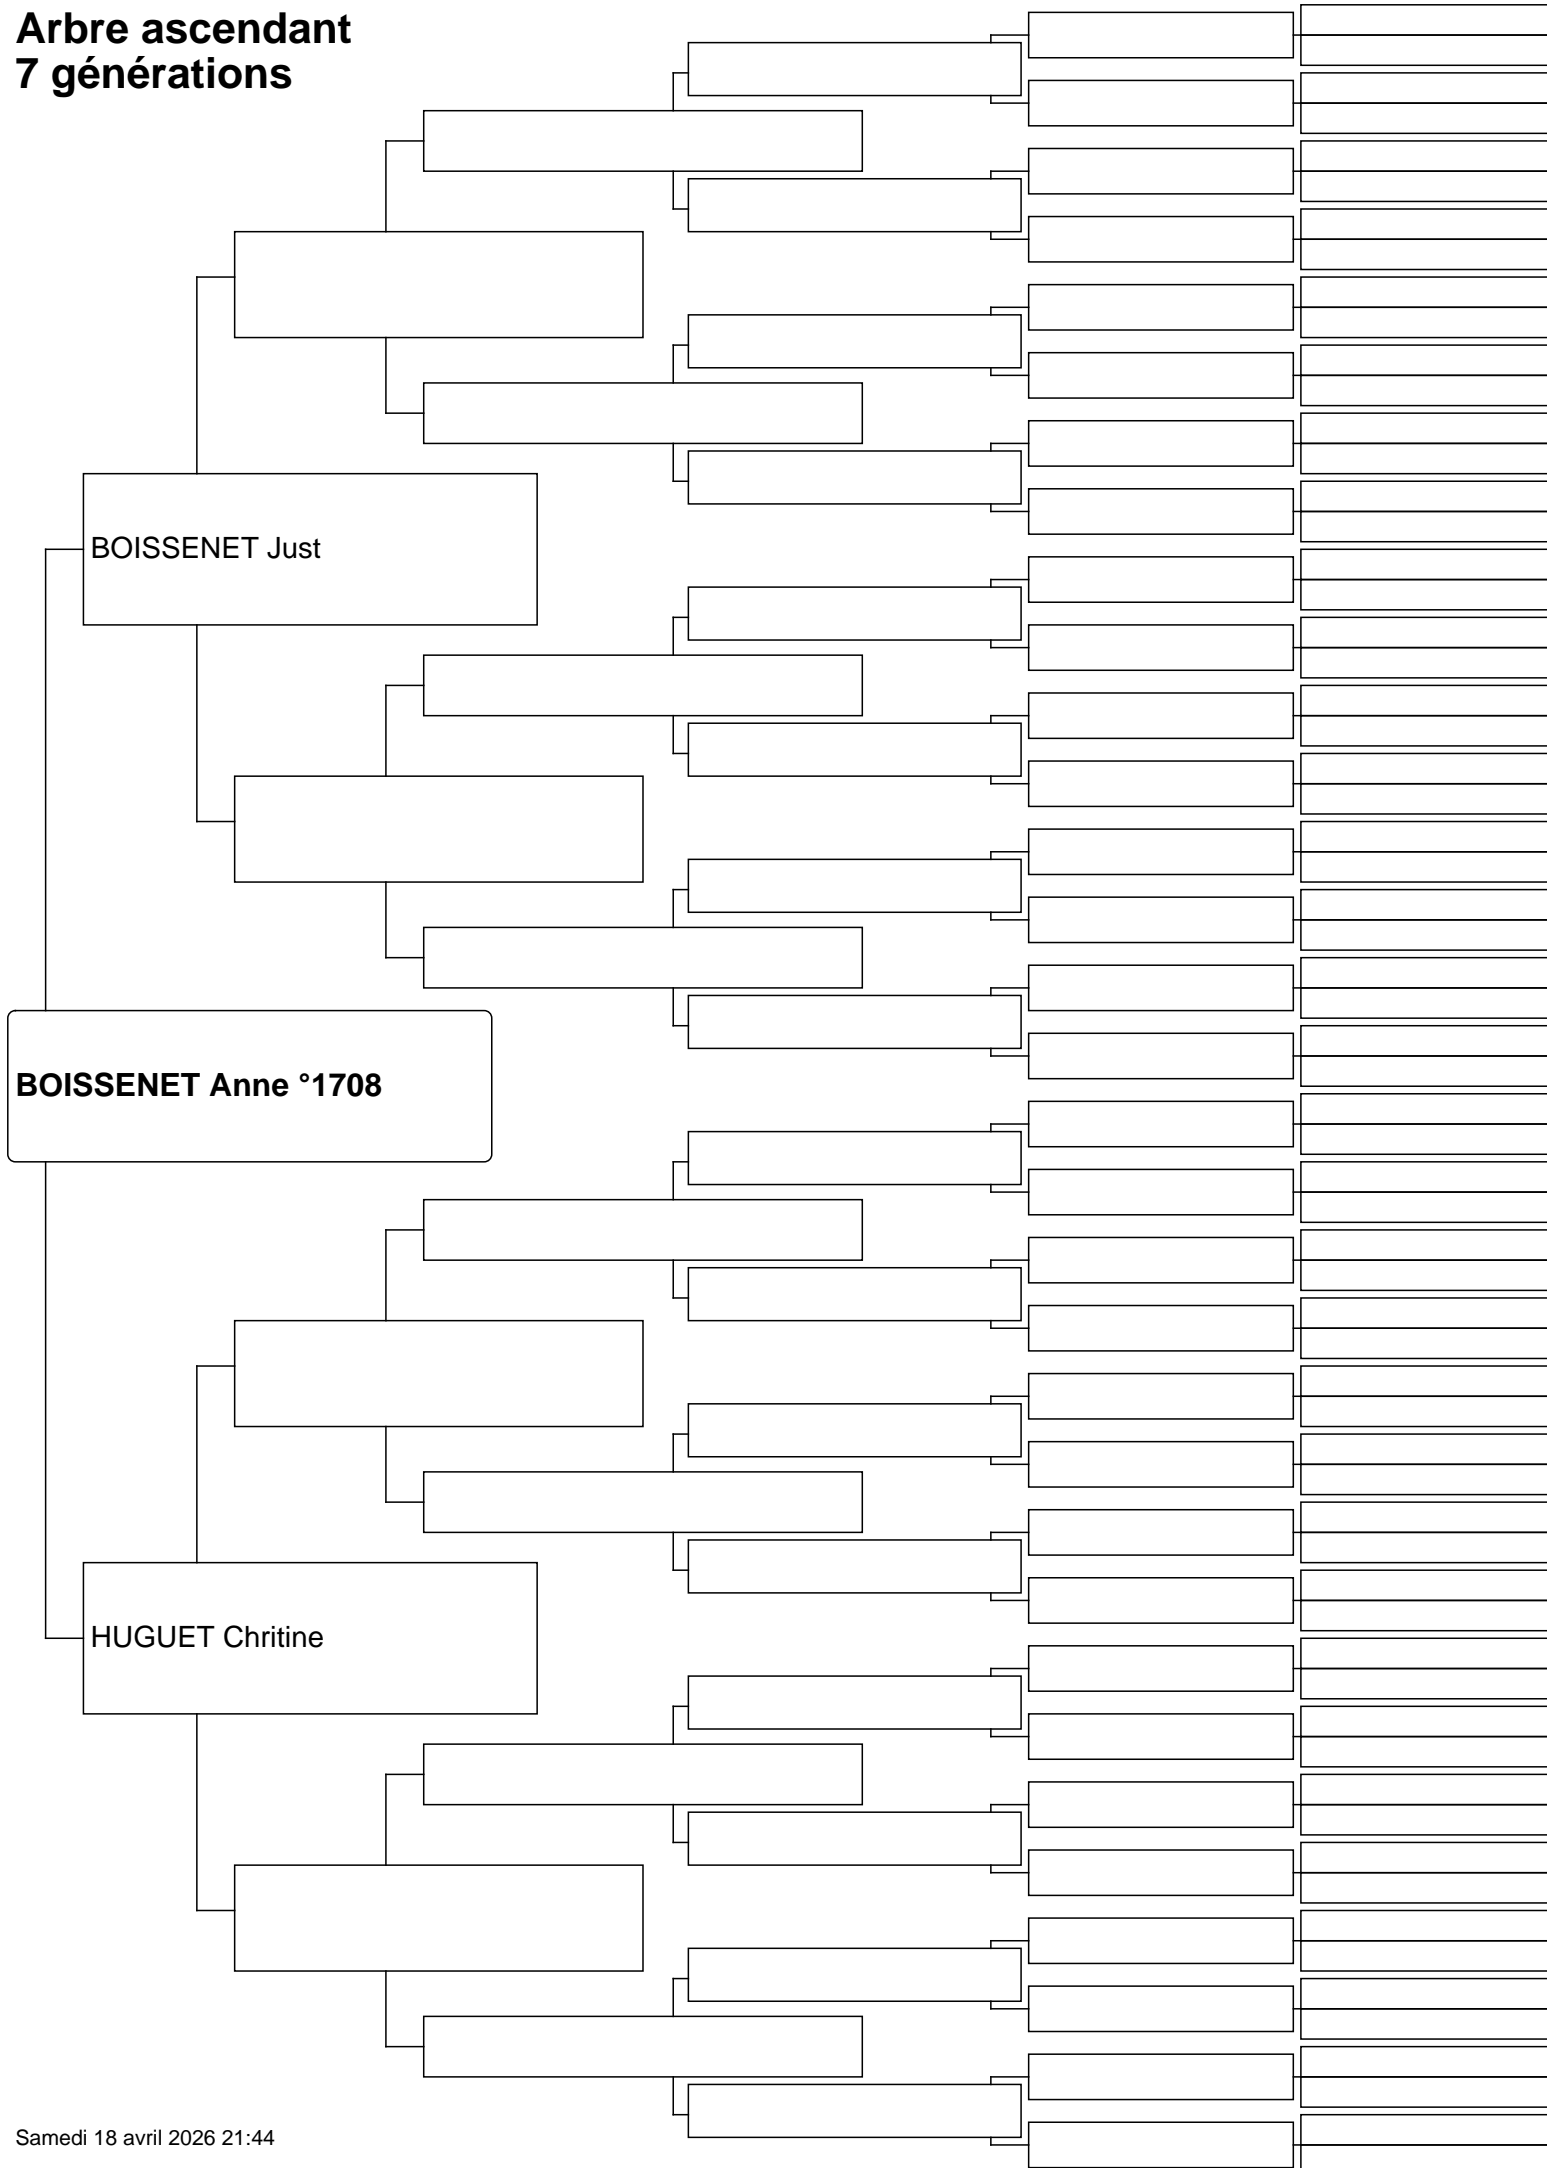 Arbre ascendant
7 générations
BOISSENET Just
BOISSENET Anne °1708
HUGUET Chritine
Samedi 18 avril 2026 21:44